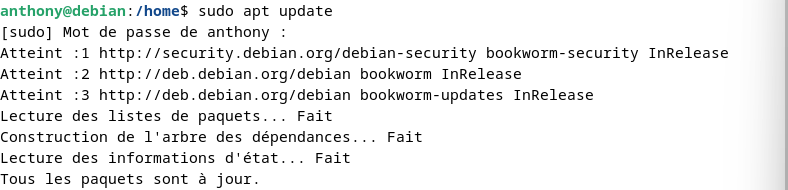 anthony@debian:/home$ sudo apt update
[sudo] Mot de passe de anthony :
Atteint :1 http://security.debian.org/debian-security bookworm-security InRelease
Atteint :2 http://deb.debian.org/debian bookworm InRelease
Atteint :3 http://deb.debian.org/debian bookworm-updates InRelease
Lecture des listes de paquets... Fait
Construction de l'arbre des dépendances... Fait
Lecture des informations d'état... Fait
Tous les paquets sont à jour.